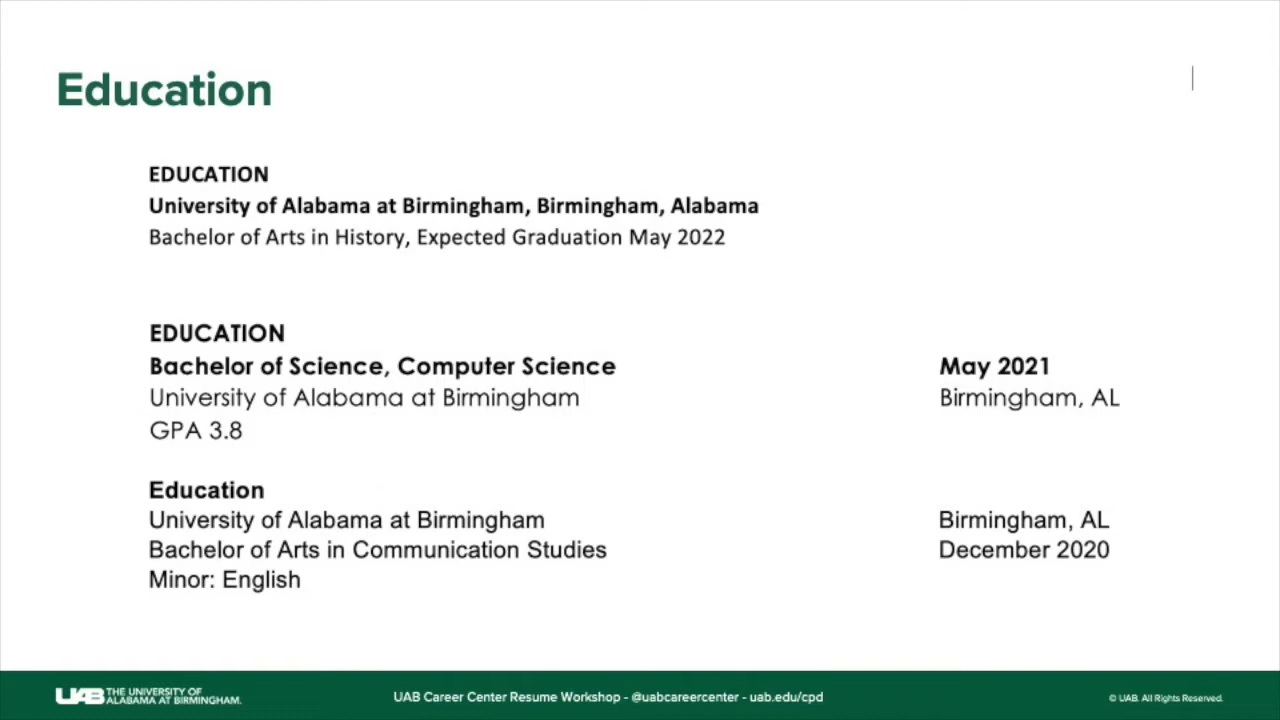 Education
EDUCATION
University of Alabama at Birmingham, Birmingham, Alabama
Bachelor of Arts in History, Expected Graduation May 2022
EDUCATION
Bachelor of Science, Computer Science May 2021
University of Alabama at Birmingham Birmingham, AL
GPA 3.8
Education
University of Alabama at Birmingham Birmingham, AL
Bachelor of Arts in Communication Studies December 2020
Minor: English
UAB THE UNIVERSITY OF
ALABAMA AT BIRMINGHAM.
UAB Career Center Resume Workshop - @uabcareercenter - uab.edu/cpd
© UAB. All Rights Reserved.